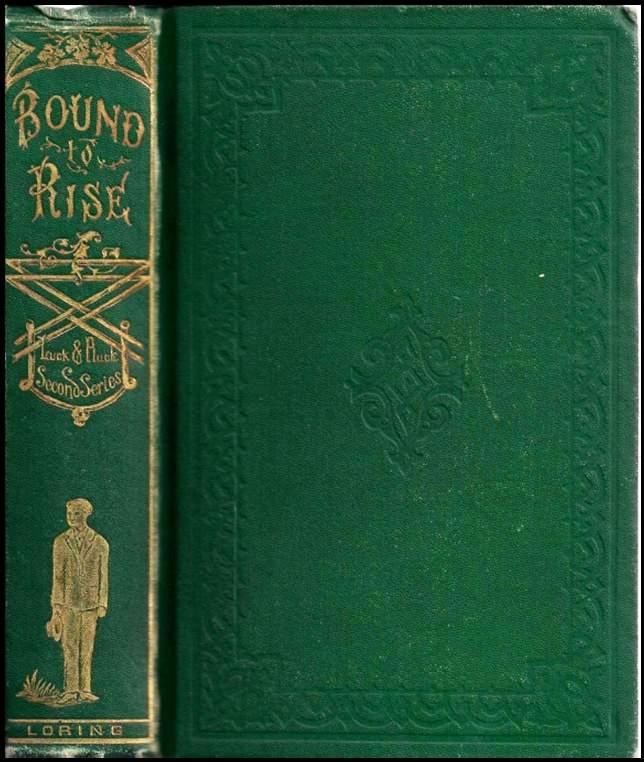 BOUND
to
RISE
Luck & Pluck
Second Series
LORING